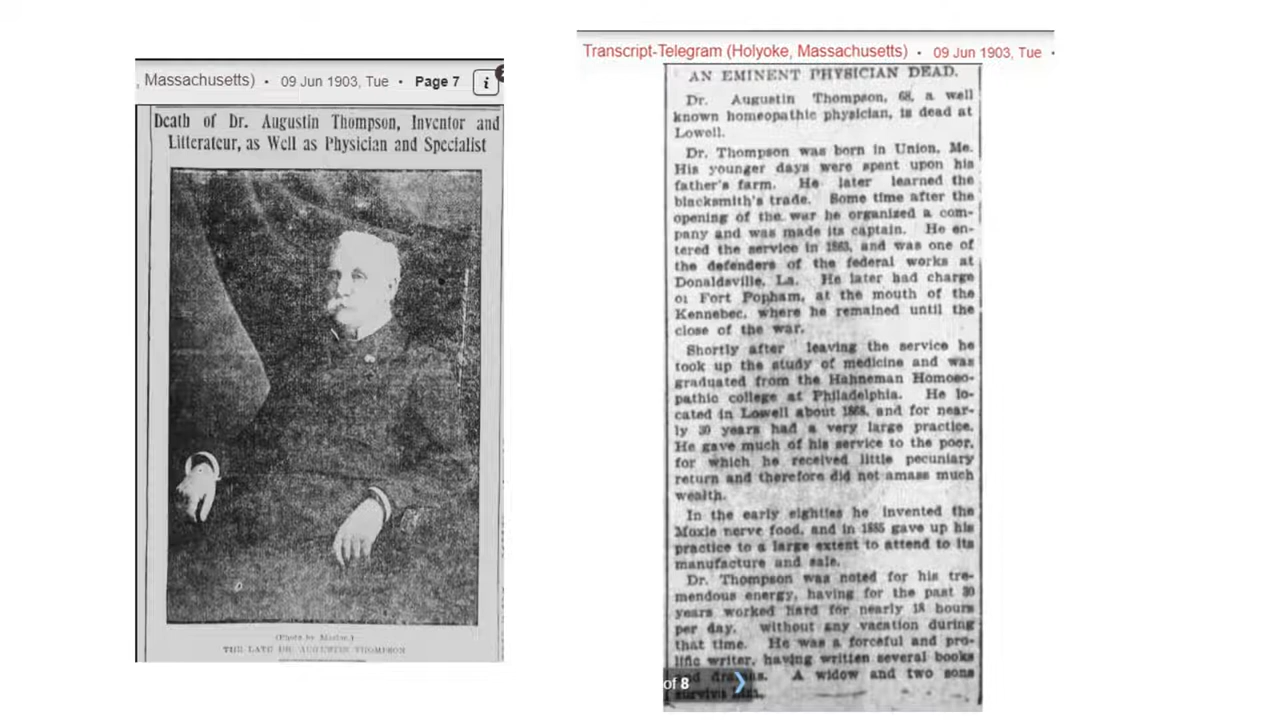 , Massachusetts) • 09 Jun 1903, Tue • Page 7 i
Death of Dr. Augustin Thompson, Inventor and
Litterateur, as Well as Physician and Specialist
(Photo by
THE LATE DR. AUGUSTIN THOMPSON
Transcript-Telegram (Holyoke, Massachusetts) • 09 Jun 1903, Tue •
AN EMINENT PHYSICIAN DEAD.
Dr. Augustin Thompson, 68, a well
known homeopathic physician, is dead at
Lowell.
Dr. Thompson was born in Union, Me.
His younger days were spent upon his
father's farm. He later learned the
blacksmith's trade. Some time after the
opening of the war he organized a com-
pany and was made its captain. He en-
tered the service in 1863, and was one of
the defenders of the federal works at
Donaldsville, La. He later had charge
of Fort Popham, at the mouth of the
Kennebec, where he remained until the
close of the war.
Shortly after leaving the service he
took up the study of medicine and was
graduated from the Hahneman Homoeo-
pathic college at Philadelphia. He lo-
cated in Lowell about 1868, and for near-
ly 30 years had a very large practice.
He gave much of his service to the poor,
for which he received little pecuniary
return and therefore did not amass much
wealth.
In the early eighties he invented the
Moxie nerve food, and in 1885 gave up his
practice to a large extent to attend to its
manufacture and sale.
Dr. Thompson was noted for his tre-
mendous energy, having for the past 30
years worked hard for nearly 18 hours
per day, without any vacation during
that time. He was a forceful and pro-
lific writer, having written several books
and dramas. A widow and two sons
survive him.
of 8